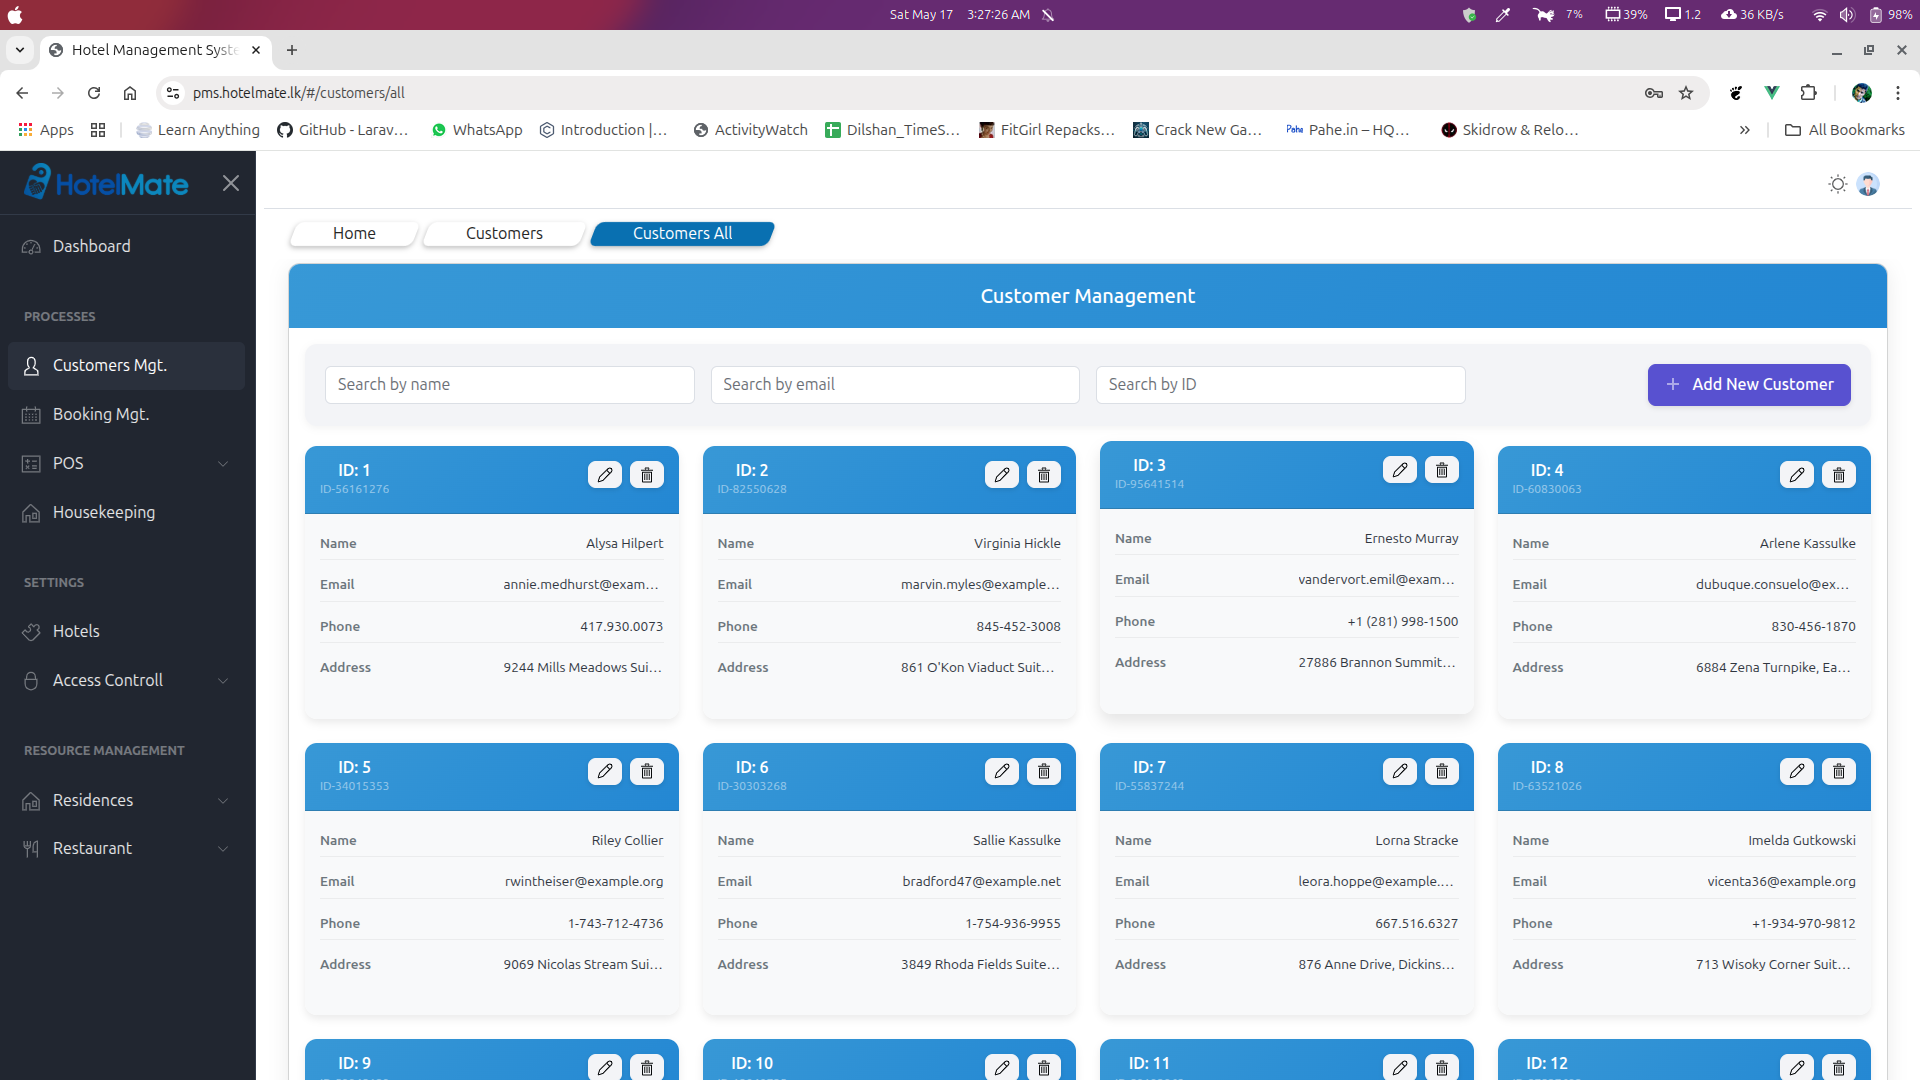 Sat May 17 3:27:26 AM 7% 39% 1.2 36 KB/s 98%
Hotel Management Syste
pms.hotelmate.lk/#/customers/all
Apps Learn Anything GitHub - Larav… WhatsApp Introduction |… ActivityWatch Dilshan_TimeS… FitGirl Repacks… Crack New Ga… Pahe Pahe.in – HQ… Skidrow & Relo… » All Bookmarks
HotelMate
Dashboard
PROCESSES
Customers Mgt.
Booking Mgt.
POS
Housekeeping
SETTINGS
Hotels
Access Controll
RESOURCE MANAGEMENT
Residences
Restaurant
Home Customers Customers All
Customer Management
Search by name Search by email Search by ID + Add New Customer
ID: 1
ID-56161276
Name Alysa Hilpert
Email annie.medhurst@exam…
Phone 417.930.0073
Address 9244 Mills Meadows Sui…
ID: 2
ID-82550628
Name Virginia Hickle
Email marvin.myles@example…
Phone 845-452-3008
Address 861 O'Kon Viaduct Suit…
ID: 3
ID-95641514
Name Ernesto Murray
Email vandervort.emil@exam…
Phone +1 (281) 998-1500
Address 27886 Brannon Summit…
ID: 4
ID-60830063
Name Arlene Kassulke
Email dubuque.consuelo@ex…
Phone 830-456-1870
Address 6884 Zena Turnpike, Ea…
ID: 5
ID-34015353
Name Riley Collier
Email rwintheiser@example.org
Phone 1-743-712-4736
Address 9069 Nicolas Stream Sui…
ID: 6
ID-30303268
Name Sallie Kassulke
Email bradford47@example.net
Phone 1-754-936-9955
Address 3849 Rhoda Fields Suite…
ID: 7
ID-55837244
Name Lorna Stracke
Email leora.hoppe@example.…
Phone 667.516.6327
Address 876 Anne Drive, Dickins…
ID: 8
ID-63521026
Name Imelda Gutkowski
Email vicenta36@example.org
Phone +1-934-970-9812
Address 713 Wisoky Corner Suit…
ID: 9
ID: 10
ID: 11
ID: 12